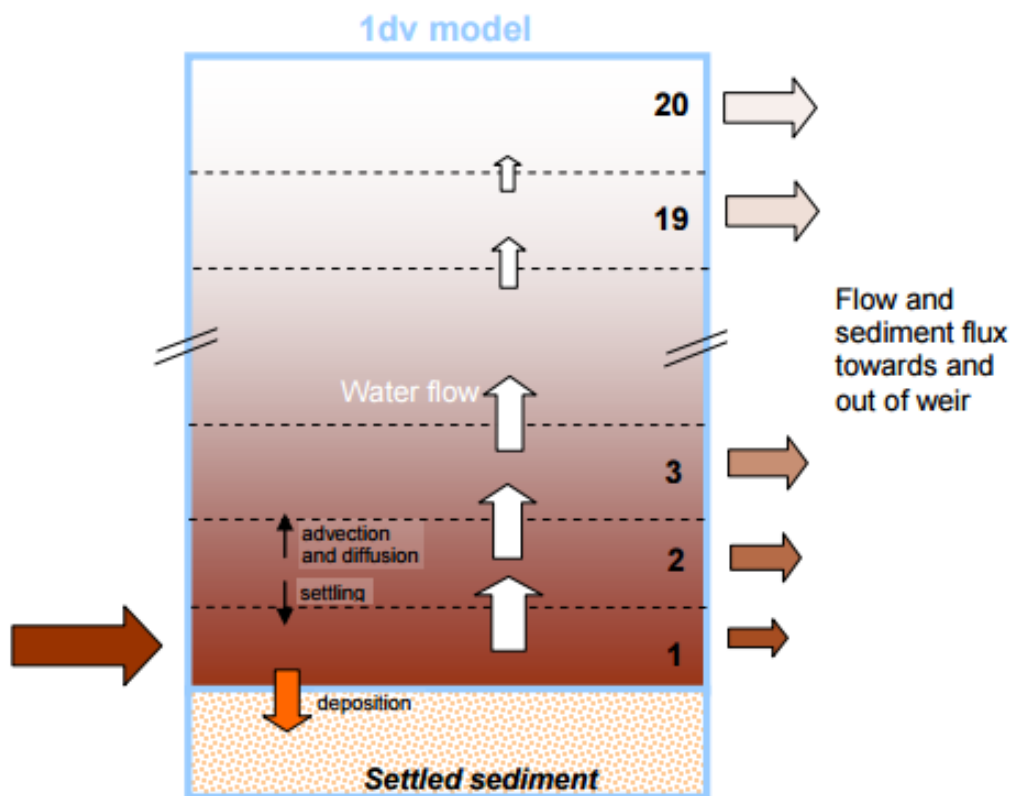 1dv model
20
19
Flow and
sediment flux
towards and
out of weir
Water flow
3
advection
and diffusion
2
settling
1
deposition
Settled sediment